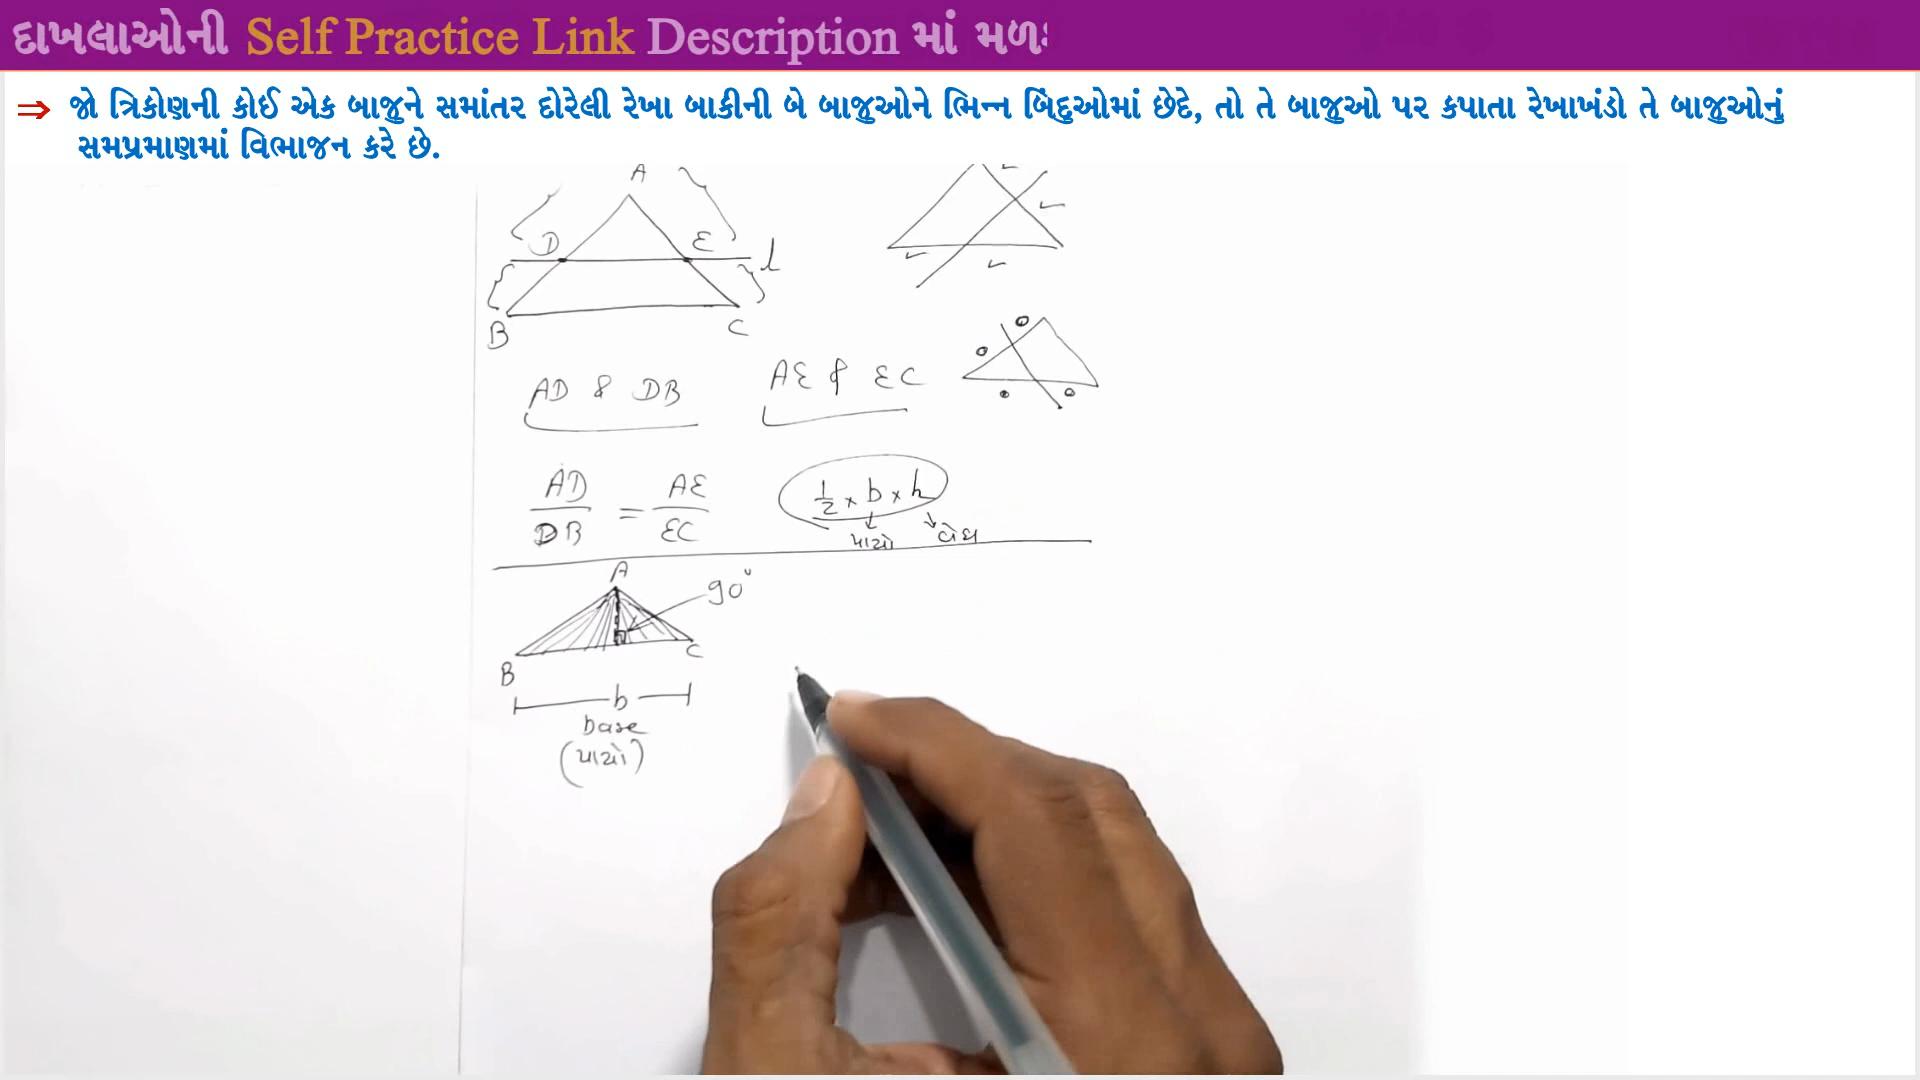 દાખલાઓની Self Practice Link Description માં મળ
⇒ જો ત્રિકોણની કોઈ એક બાજુને સમાંતર દોરેલી રેખા બાકીની બે બાજુઓને ભિન્ન બિંદુઓમાં છેદે, તો તે બાજુઓ પર કપાતા રેખાખંડો તે બાજુઓનું
સમપ્રમાણમાં વિભાજન કરે છે.
A
D E l
B C
AD & DB AE & EC
AD / DB = AE / EC
1/2 × b × h
પાયો વેધ
A
90°
B C
b
base
(પાયો)